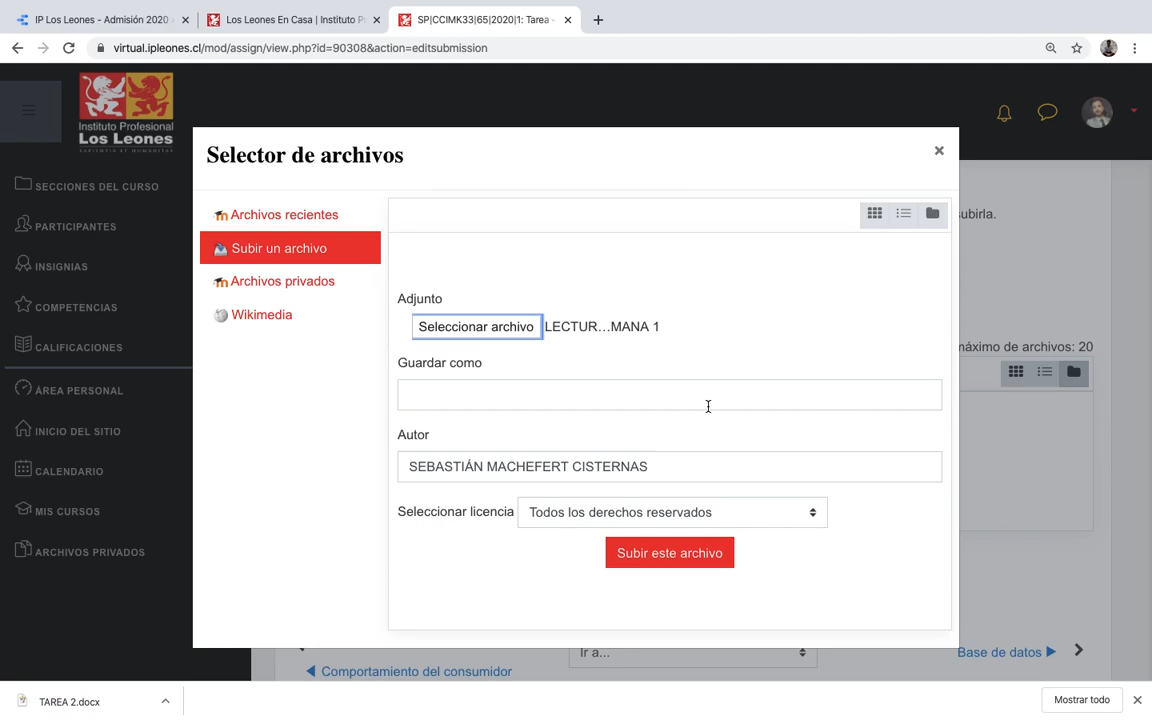 IP Los Leones - Admisión 2020
Los Leones En Casa | Instituto P
SP|CCIMK33|65|2020|1: Tarea -
virtual.ipleones.cl/mod/assign/view.php?id=90308&action=editsubmission
Instituto Profesional
Los Leones
SAPIENTIA ET HUMANITAS
SECCIONES DEL CURSO
PARTICIPANTES
INSIGNIAS
COMPETENCIAS
CALIFICACIONES
ÁREA PERSONAL
INICIO DEL SITIO
CALENDARIO
MIS CURSOS
ARCHIVOS PRIVADOS
Selector de archivos
Archivos recientes
Subir un archivo
Archivos privados
Wikimedia
Adjunto
Seleccionar archivo LECTUR...MANA 1
Guardar como
Autor
SEBASTIÁN MACHEFERT CISTERNAS
Seleccionar licencia Todos los derechos reservados
Subir este archivo
subirla.
máximo de archivos: 20
Ir a...
Base de datos
Comportamiento del consumidor
TAREA 2.docx
Mostrar todo